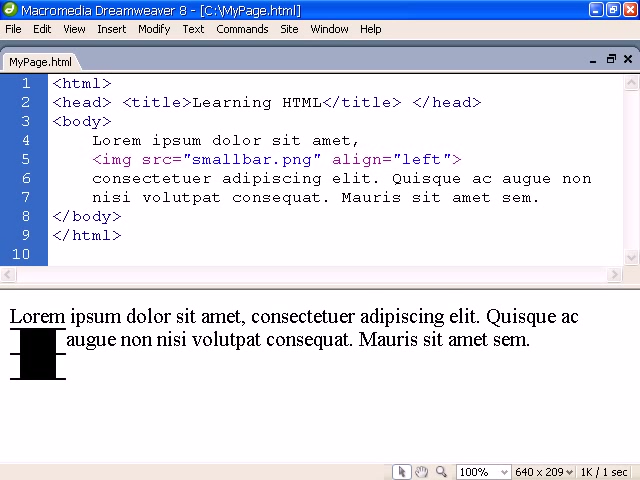 Macromedia Dreamweaver 8 - [C:\MyPage.html]
File Edit View Insert Modify Text Commands Site Window Help
MyPage.html
1 <html>
2 <head> <title>Learning HTML</title> </head>
3 <body>
4 Lorem ipsum dolor sit amet,
5 <img src="smallbar.png" align="left">
6 consectetuer adipiscing elit. Quisque ac augue non
7 nisi volutpat consequat. Mauris sit amet sem.
8 </body>
9 </html>
10
Lorem ipsum dolor sit amet, consectetuer adipiscing elit. Quisque ac
augue non nisi volutpat consequat. Mauris sit amet sem.
100% 640 x 209 1K / 1 sec